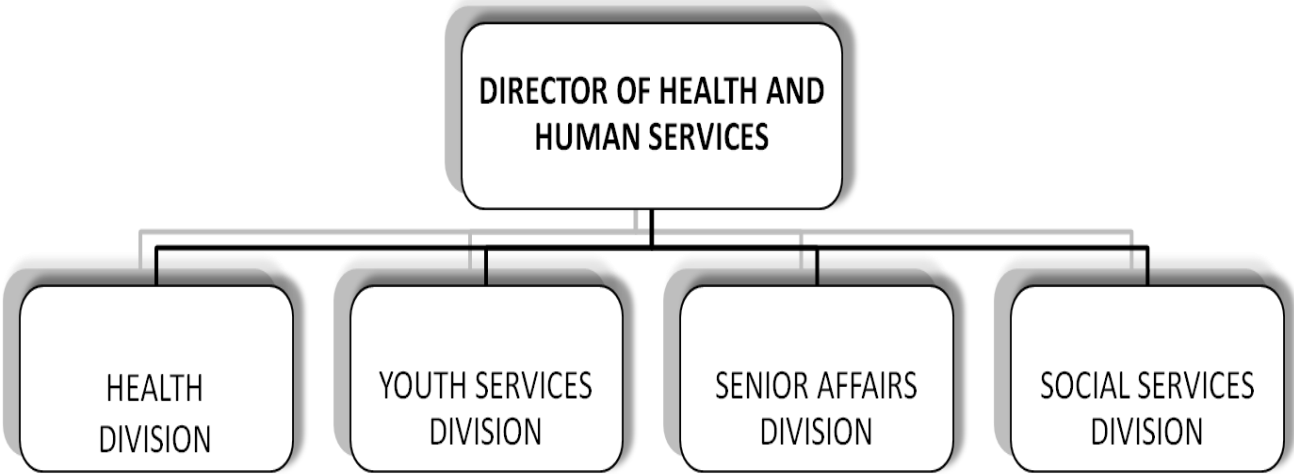 DIRECTOR OF HEALTH AND
HUMAN SERVICES
HEALTH
DIVISION
YOUTH SERVICES
DIVISION
SENIOR AFFAIRS
DIVISION
SOCIAL SERVICES
DIVISION